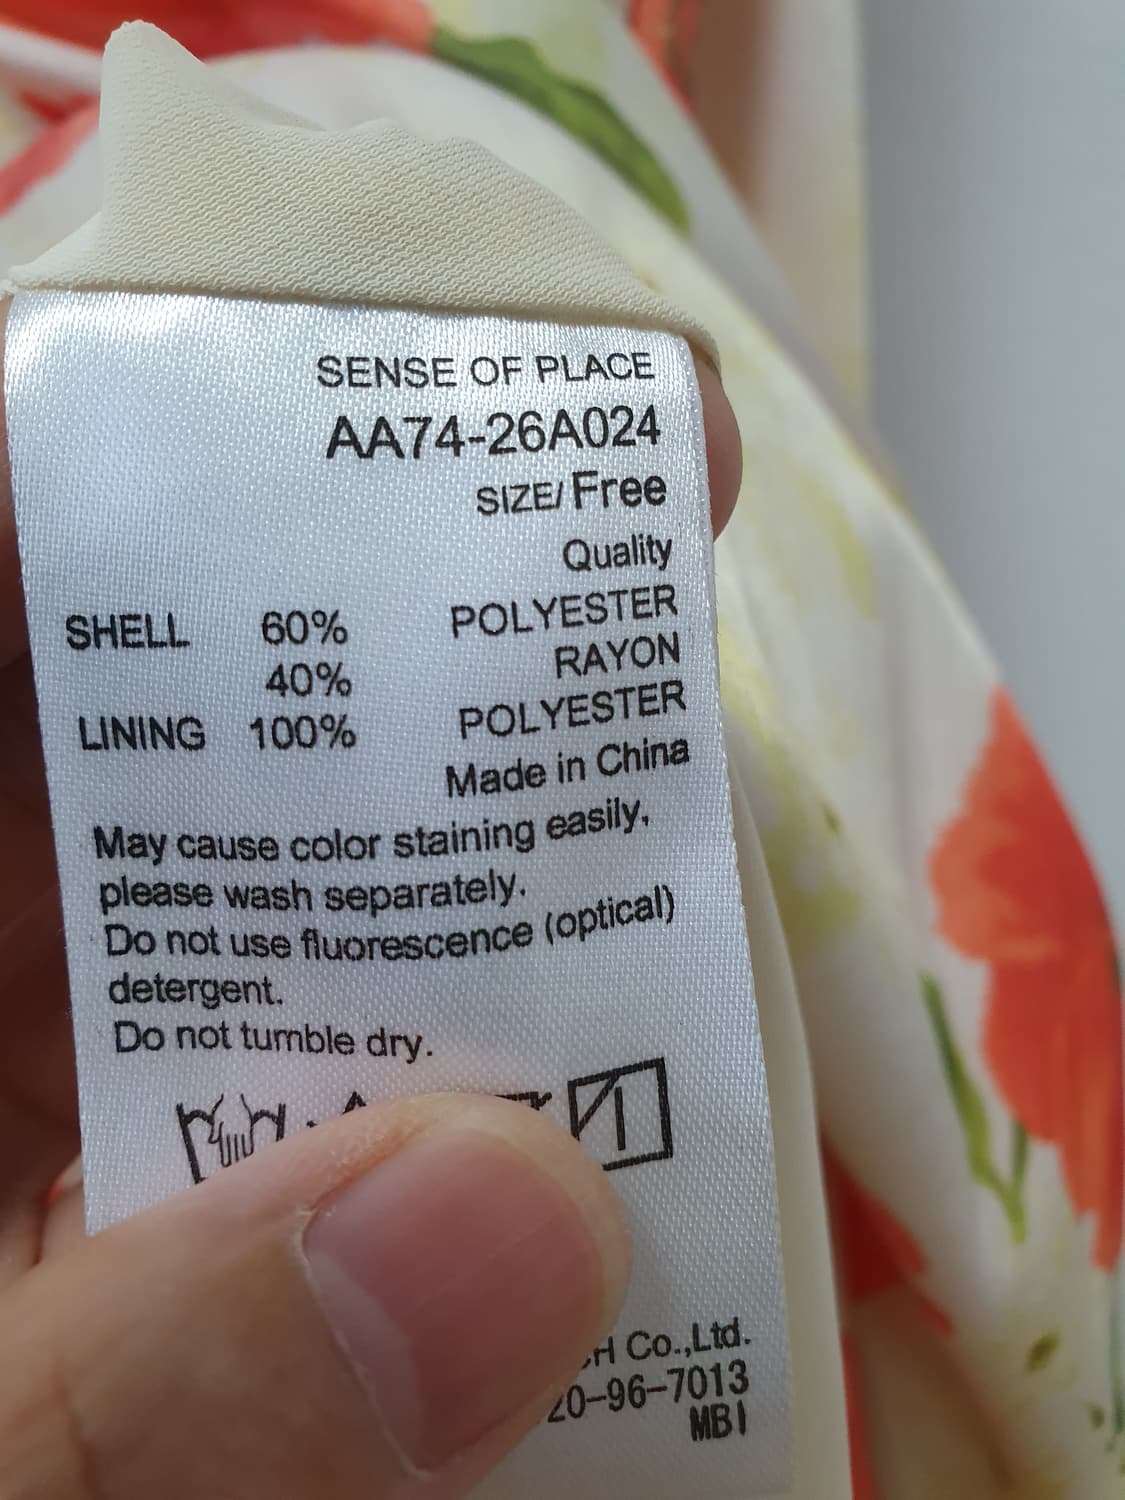 SENSE OF PLACE
AA74-26A024
SIZE/Free
Quality
SHELL 60% POLYESTER
40% RAYON
LINING 100% POLYESTER
Made in China
May cause color staining easily,
please wash separately.
Do not use fluorescence (optical)
detergent.
Do not tumble dry.
Co.,Ltd.
20-96-7013
MBI